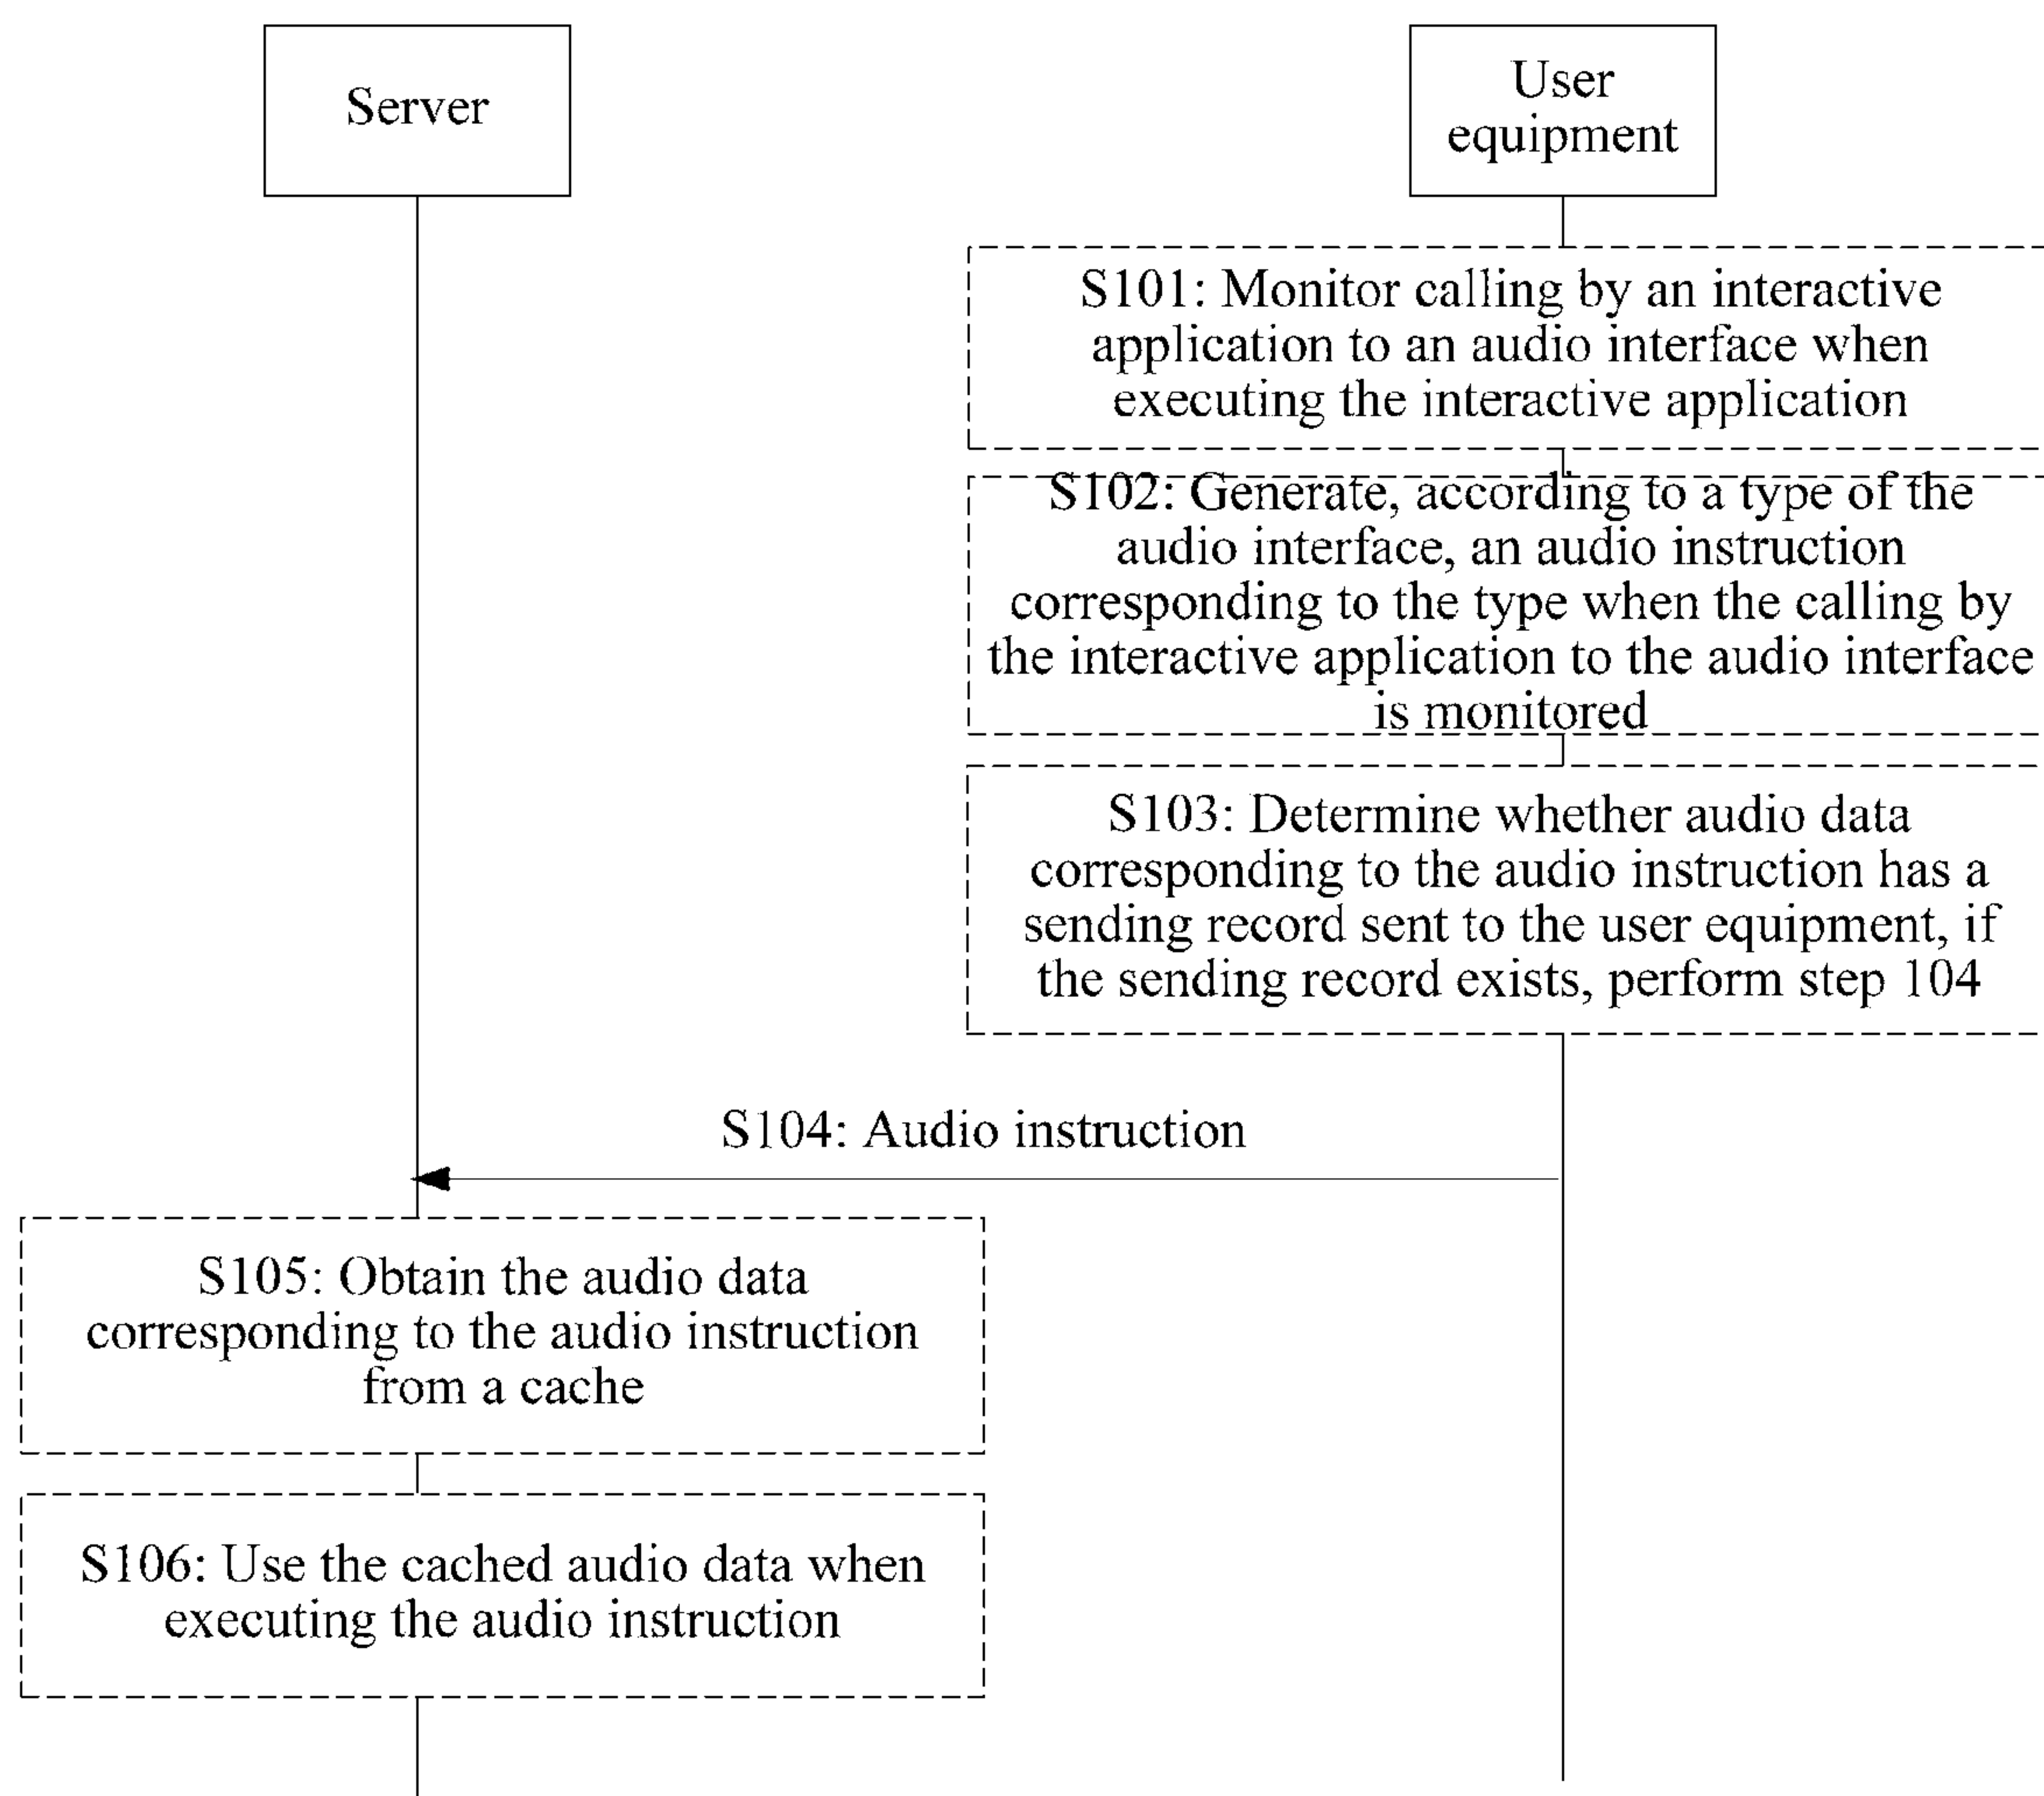 Server
User
equipment
S101: Monitor calling by an interactive
application to an audio interface when
executing the interactive application
S102: Generate, according to a type of the
audio interface, an audio instruction
corresponding to the type when the calling by
the interactive application to the audio interface
is monitored
S103: Determine whether audio data
corresponding to the audio instruction has a
sending record sent to the user equipment, if
the sending record exists, perform step 104
S104: Audio instruction
S105: Obtain the audio data
corresponding to the audio instruction
from a cache
S106: Use the cached audio data when
executing the audio instruction